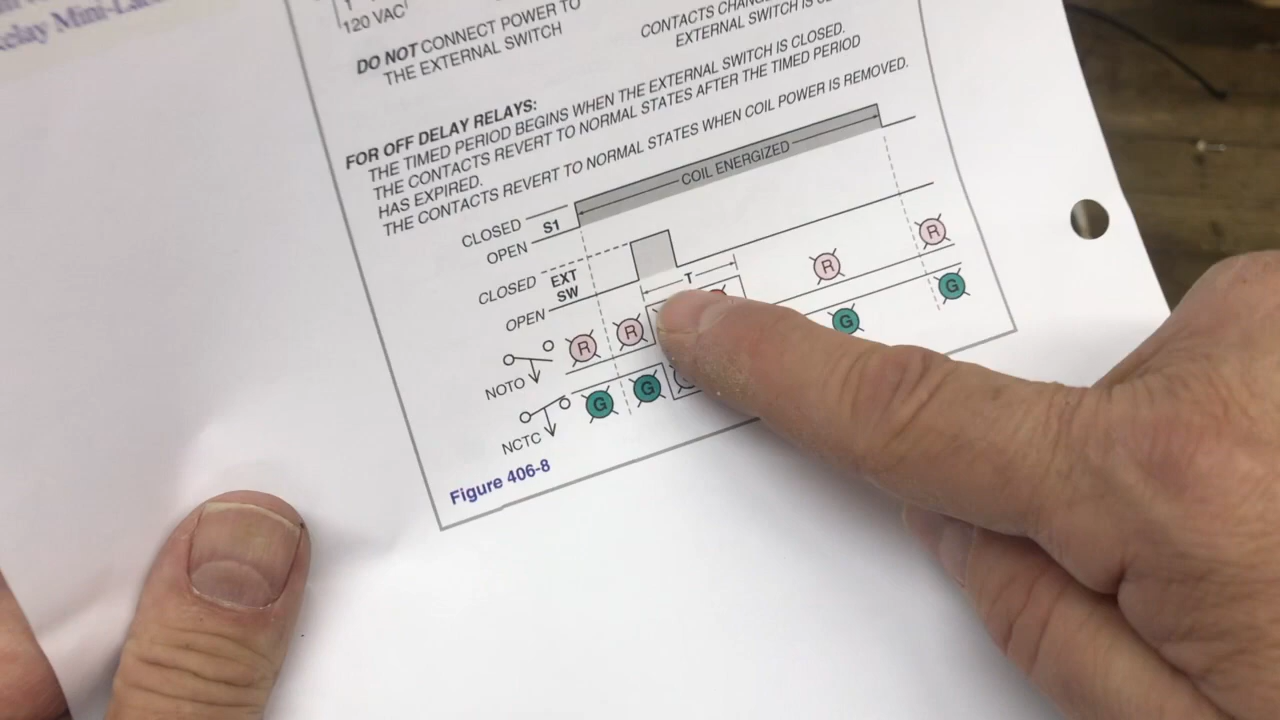 Mini-
120 VAC
DO NOT CONNECT POWER TO
THE EXTERNAL SWITCH
CONTACTS
EXTERNAL SWITCH IS
FOR OFF DELAY RELAYS:
THE TIMED PERIOD BEGINS WHEN THE EXTERNAL SWITCH IS CLOSED.
THE CONTACTS REVERT TO NORMAL STATES AFTER THE TIMED PERIOD
HAS EXPIRED.
THE CONTACTS REVERT TO NORMAL STATES WHEN COIL POWER IS REMOVED.
COIL ENERGIZED
CLOSED
S1
OPEN
CLOSED
EXT
SW
OPEN
T
R
R
R
R
NOTO
G
G
G
G
NCTC
Figure 406-8